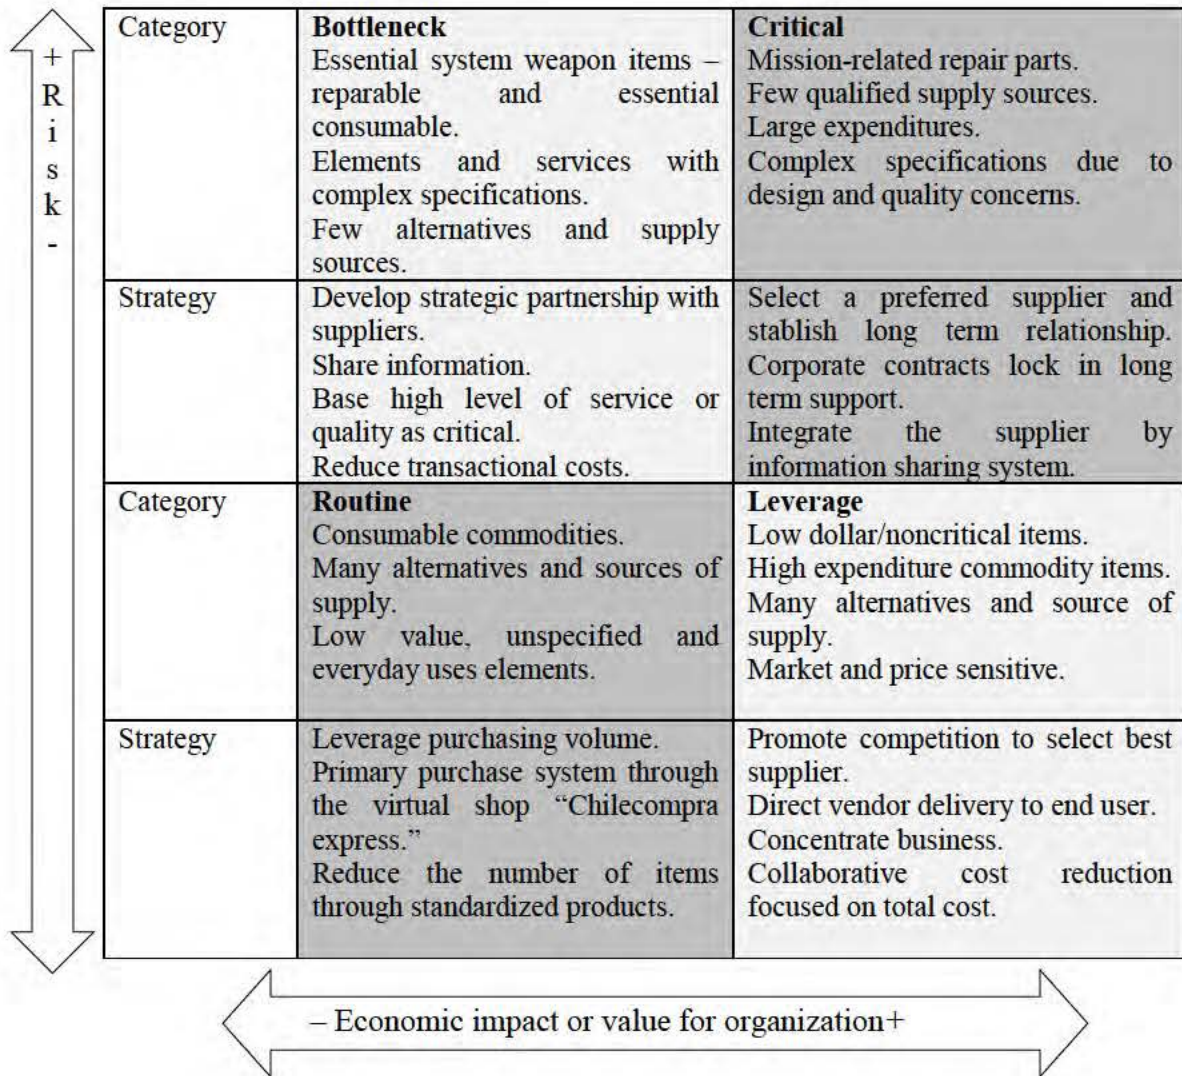 +
R
i
s
k
-
Category
Bottleneck
Essential system weapon items –
reparable and essential
consumable.
Elements and services with
complex specifications.
Few alternatives and supply
sources.
Critical
Mission-related repair parts.
Few qualified supply sources.
Large expenditures.
Complex specifications due to
design and quality concerns.
Strategy
Develop strategic partnership with
suppliers.
Share information.
Base high level of service or
quality as critical.
Reduce transactional costs.
Select a preferred supplier and
stablish long term relationship.
Corporate contracts lock in long
term support.
Integrate the supplier by
information sharing system.
Category
Routine
Consumable commodities.
Many alternatives and sources of
supply.
Low value, unspecified and
everyday uses elements.
Leverage
Low dollar/noncritical items.
High expenditure commodity items.
Many alternatives and source of
supply.
Market and price sensitive.
Strategy
Leverage purchasing volume.
Primary purchase system through
the virtual shop “Chilecompra
express.”
Reduce the number of items
through standardized products.
Promote competition to select best
supplier.
Direct vendor delivery to end user.
Concentrate business.
Collaborative cost reduction
focused on total cost.
– Economic impact or value for organization+